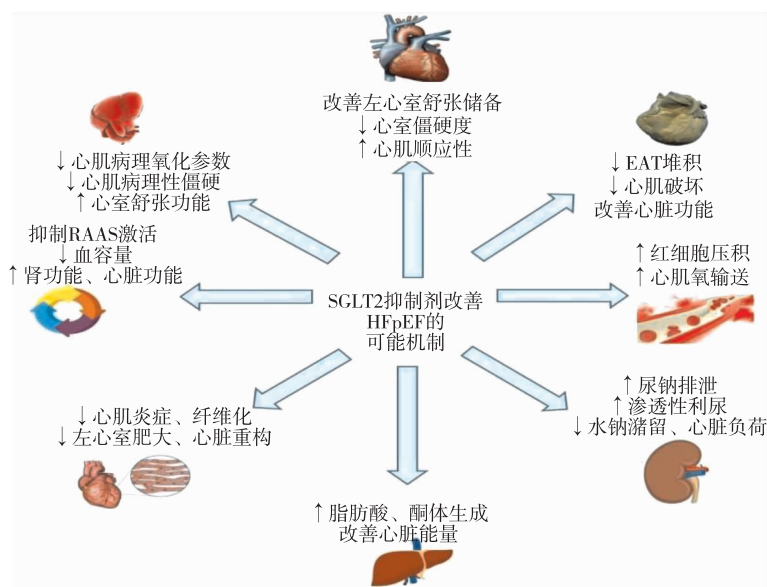 改善左心室舒张储备
↓心室僵硬度
↑心肌顺应性
↓心肌病理氧化参数
↓心肌病理性僵硬
↑心室舒张功能
↓EAT堆积
↓心肌破坏
改善心脏功能
抑制RAAS激活
↓血容量
↑肾功能、心脏功能
SGLT2抑制剂改善
HFpEF的
可能机制
↑红细胞压积
↑心肌氧输送
↓心肌炎症、纤维化
↓左心室肥大、心脏重构
↑尿钠排泄
↑渗透性利尿
↓水钠潴留、心脏负荷
↑脂肪酸、酮体生成
改善心脏能量